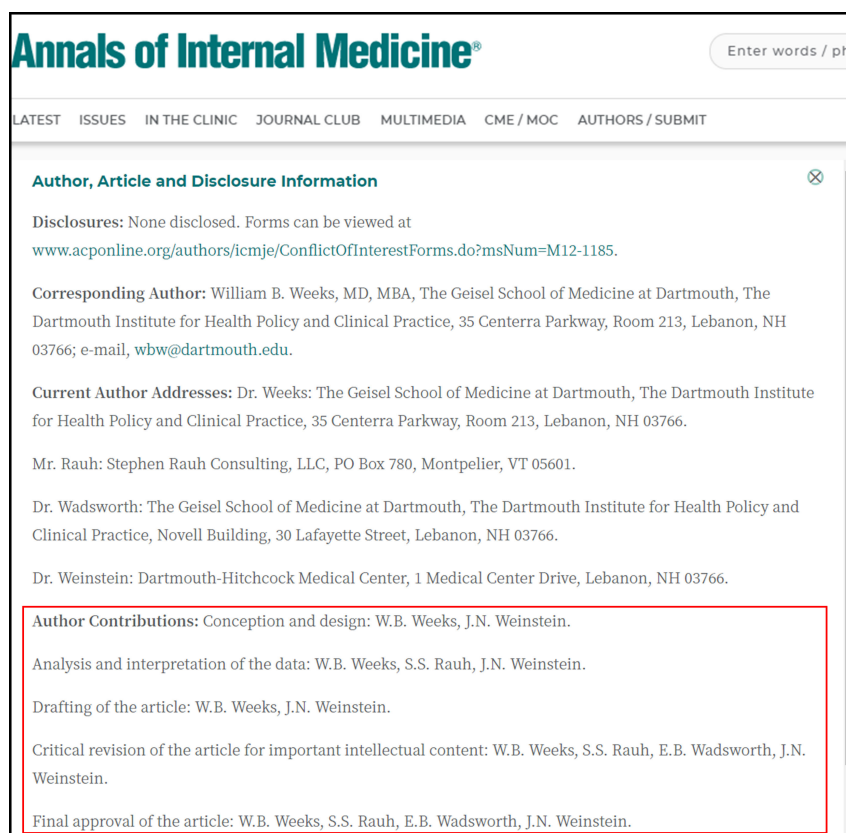 Annals of Internal Medicine®
Enter words / ph
LATEST ISSUES IN THE CLINIC JOURNAL CLUB MULTIMEDIA CME / MOC AUTHORS / SUBMIT
Author, Article and Disclosure Information
Disclosures: None disclosed. Forms can be viewed at
www.acponline.org/authors/icmje/ConflictOfInterestForms.do?msNum=M12-1185.
Corresponding Author: William B. Weeks, MD, MBA, The Geisel School of Medicine at Dartmouth, The
Dartmouth Institute for Health Policy and Clinical Practice, 35 Centerra Parkway, Room 213, Lebanon, NH
03766; e-mail, wbw@dartmouth.edu.
Current Author Addresses: Dr. Weeks: The Geisel School of Medicine at Dartmouth, The Dartmouth Institute
for Health Policy and Clinical Practice, 35 Centerra Parkway, Room 213, Lebanon, NH 03766.
Mr. Rauh: Stephen Rauh Consulting, LLC, PO Box 780, Montpelier, VT 05601.
Dr. Wadsworth: The Geisel School of Medicine at Dartmouth, The Dartmouth Institute for Health Policy and
Clinical Practice, Novell Building, 30 Lafayette Street, Lebanon, NH 03766.
Dr. Weinstein: Dartmouth-Hitchcock Medical Center, 1 Medical Center Drive, Lebanon, NH 03766.
Author Contributions: Conception and design: W.B. Weeks, J.N. Weinstein.
Analysis and interpretation of the data: W.B. Weeks, S.S. Rauh, J.N. Weinstein.
Drafting of the article: W.B. Weeks, J.N. Weinstein.
Critical revision of the article for important intellectual content: W.B. Weeks, S.S. Rauh, E.B. Wadsworth, J.N.
Weinstein.
Final approval of the article: W.B. Weeks, S.S. Rauh, E.B. Wadsworth, J.N. Weinstein.